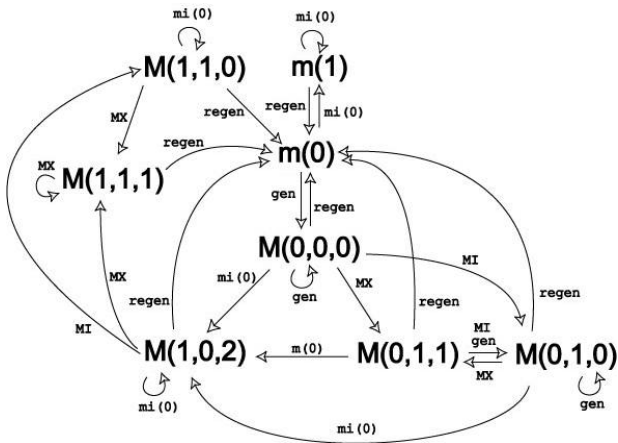 mi(0) mi(0)
M(1,1,0) m(1)
MX regen regen mi(0)
regen
m(0)
MX M(1,1,1)
gen regen
M(0,0,0)
mi(0) gen MX MI
MX regen regen regen
MI
M(1,0,2) m(0) M(0,1,1) MI gen MX M(0,1,0)
mi(0) gen
mi(0)